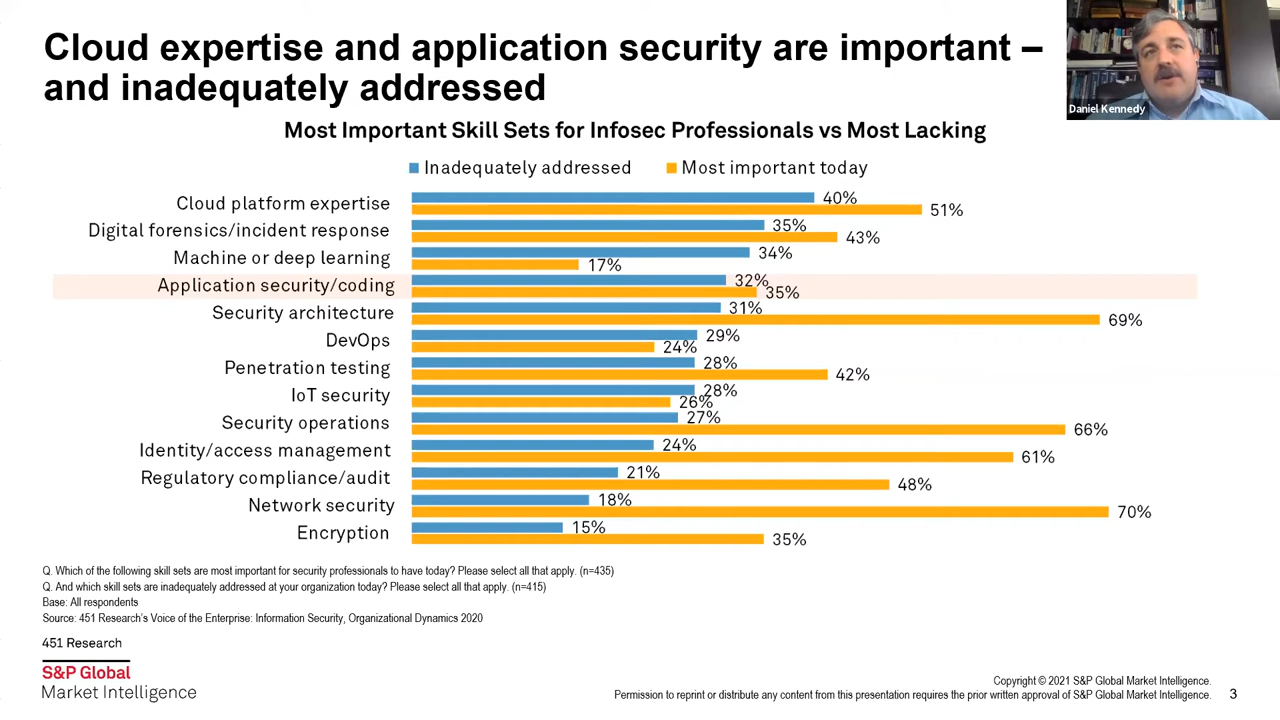 Cloud expertise and application security are important –
and inadequately addressed
Daniel Kennedy
Most Important Skill Sets for Infosec Professionals vs Most Lacking
Inadequately addressed Most important today
Cloud platform expertise 40% 51%
Digital forensics/incident response 35% 43%
Machine or deep learning 34% 17%
Application security/coding 32% 35%
Security architecture 31% 69%
DevOps 29% 24%
Penetration testing 28% 42%
IoT security 28% 26%
Security operations 27% 66%
Identity/access management 24% 61%
Regulatory compliance/audit 21% 48%
Network security 18% 70%
Encryption 15% 35%
Q. Which of the following skill sets are most important for security professionals to have today? Please select all that apply. (n=435)
Q. And which skill sets are inadequately addressed at your organization today? Please select all that apply. (n=415)
Base: All respondents
Source: 451 Research's Voice of the Enterprise: Information Security, Organizational Dynamics 2020
451 Research
S&P Global
Market Intelligence
Copyright © 2021 S&P Global Market Intelligence.
Permission to reprint or distribute any content from this presentation requires the prior written approval of S&P Global Market Intelligence.
3